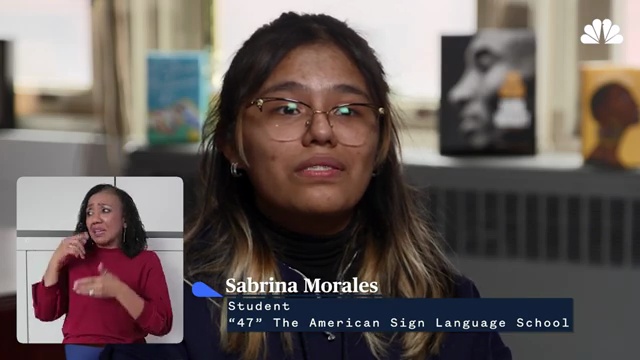 Sabrina Morales
Student
“47” The American Sign Language School